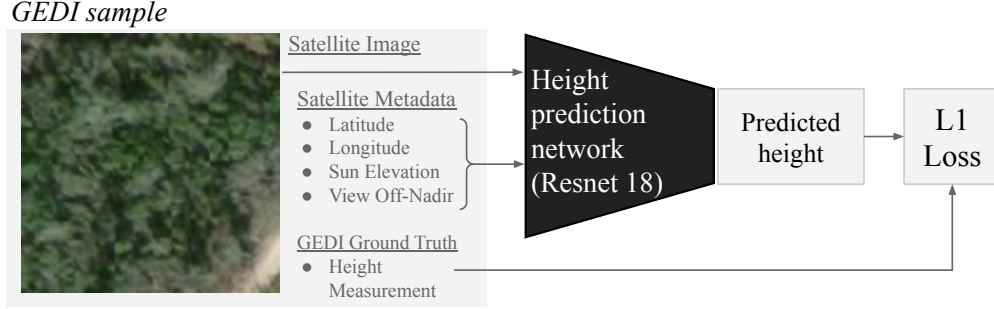 GEDI sample
Satellite Image
Satellite Metadata
● Latitude
● Longitude
● Sun Elevation
● View Off-Nadir
GEDI Ground Truth
● Height
Measurement
Height
prediction
network
(Resnet 18)
Predicted
height
L1
Loss